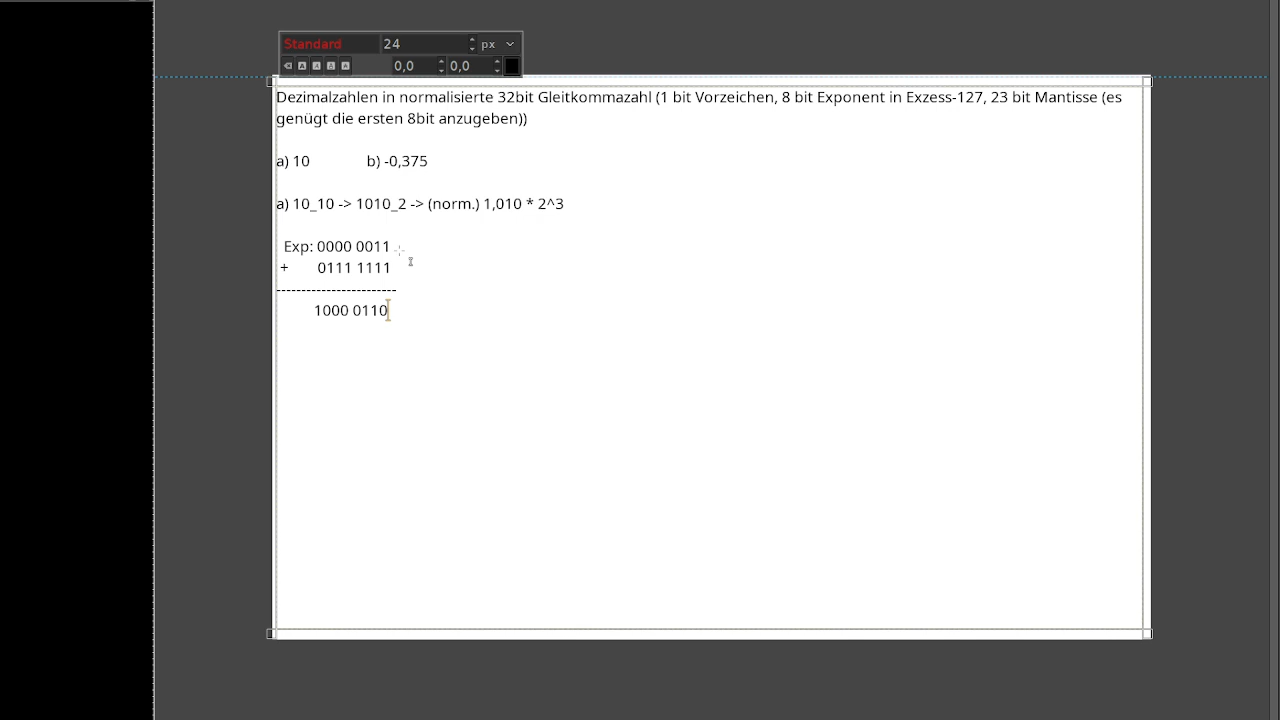 Standard 24 px
0,0 0,0
Dezimalzahlen in normalisierte 32bit Gleitkommazahl (1 bit Vorzeichen, 8 bit Exponent in Exzess-127, 23 bit Mantisse (es
genügt die ersten 8bit anzugeben))
a) 10 b) -0,375
a) 10_10 -> 1010_2 -> (norm.) 1,010 * 2^3
Exp: 0000 0011
+ 0111 1111
------------------------
1000 0110